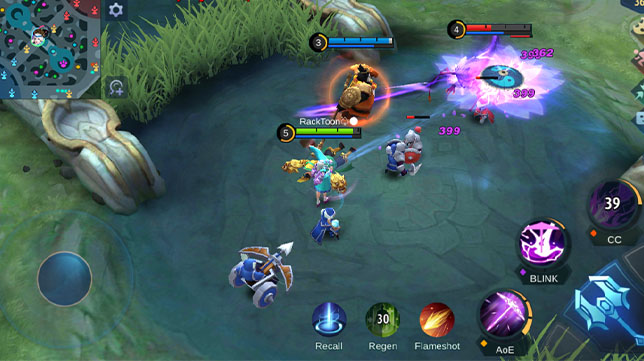 3
4
362
399
RackToon
5
399
39
CC
BLINK
30
Recall
Regen
Flameshot
AoE